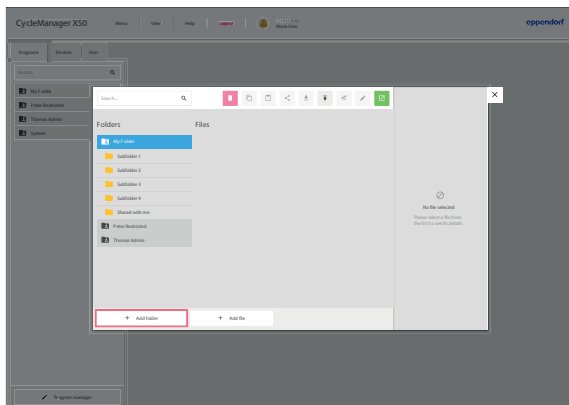 CycleManager X50
Menu
View
Help
Maria User
eppendorf
Programs
Devices
User
Search...
My Folder
Peter Restricted
Thomas Admin
System
Search...
Folders
Files
My Folder
Subfolder 1
Subfolder 2
Subfolder 3
Subfolder 4
Shared with me
Peter Restricted
Thomas Admin
No file selected
Please select a file from
the list to see its details
+ Add folder
+ Add file
Program manager